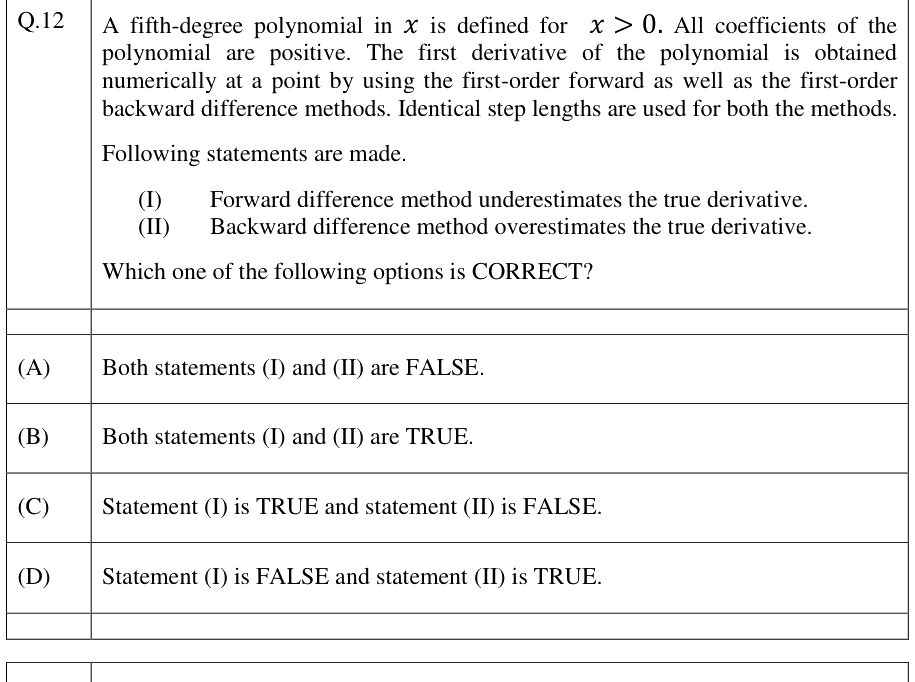 Q.12
A fifth-degree polynomial in x is defined for x > 0. All coefficients of the
polynomial are positive. The first derivative of the polynomial is obtained
numerically at a point by using the first-order forward as well as the first-order
backward difference methods. Identical step lengths are used for both the methods.
Following statements are made.
(I) Forward difference method underestimates the true derivative.
(II) Backward difference method overestimates the true derivative.
Which one of the following options is CORRECT?
(A) Both statements (I) and (II) are FALSE.
(B) Both statements (I) and (II) are TRUE.
(C) Statement (I) is TRUE and statement (II) is FALSE.
(D) Statement (I) is FALSE and statement (II) is TRUE.